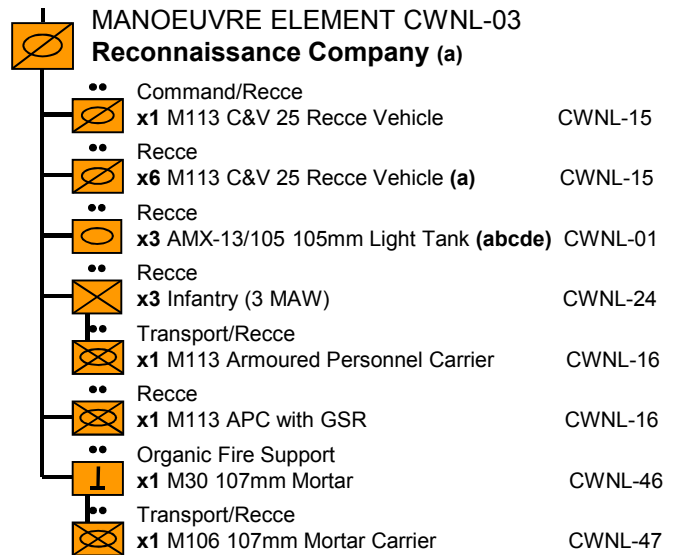 MANOEUVRE ELEMENT CWNL-03
Reconnaissance Company (a)
Command/Recce
x1 M113 C&V 25 Recce Vehicle CWNL-15
Recce
x6 M113 C&V 25 Recce Vehicle (a) CWNL-15
Recce
x3 AMX-13/105 105mm Light Tank (abcde) CWNL-01
Recce
x3 Infantry (3 MAW) CWNL-24
Transport/Recce
x1 M113 Armoured Personnel Carrier CWNL-16
Recce
x1 M113 APC with GSR CWNL-16
Organic Fire Support
x1 M30 107mm Mortar CWNL-46
Transport/Recce
x1 M106 107mm Mortar Carrier CWNL-47